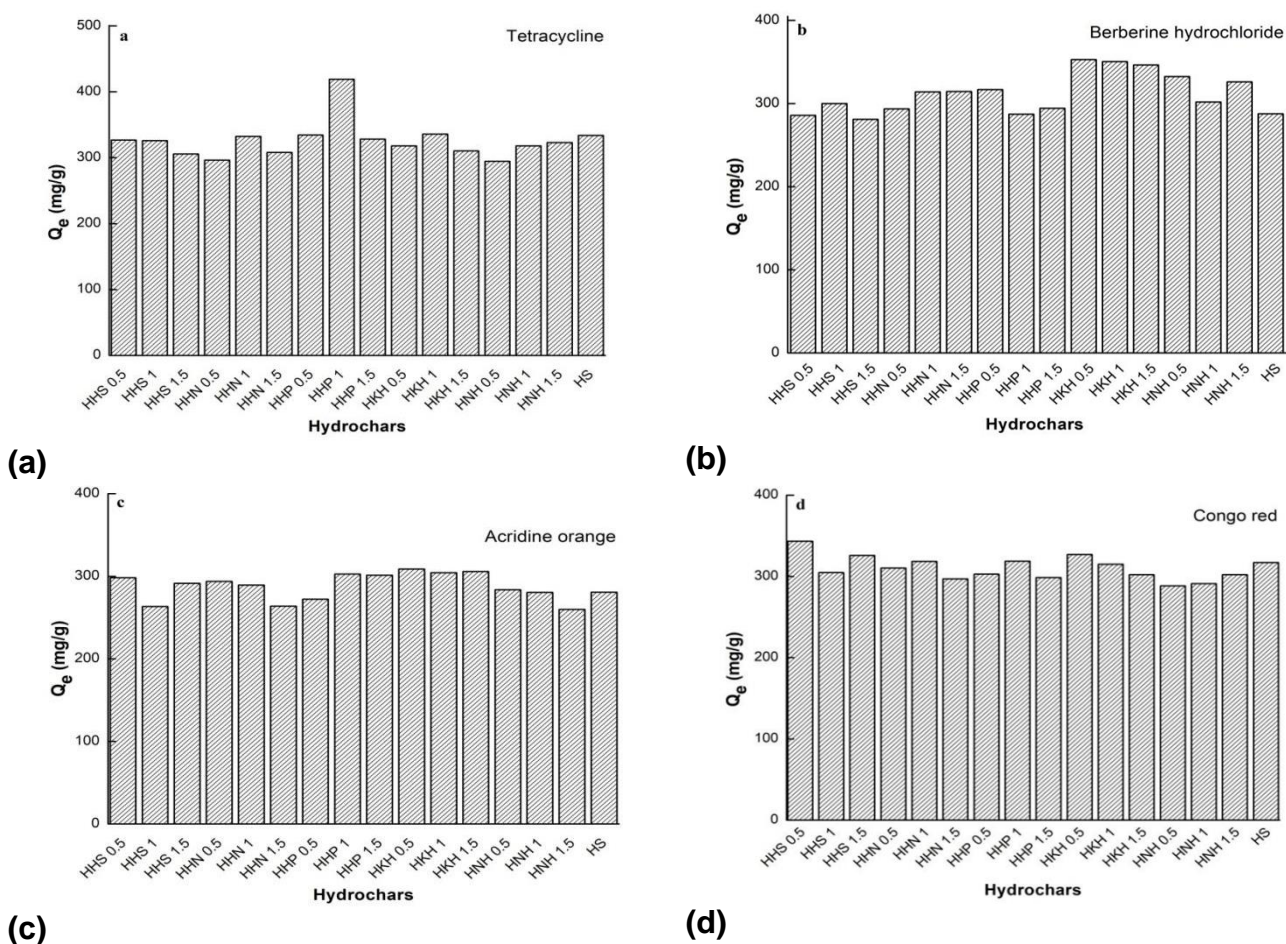 a
Tetracycline
500
400
300
200
100
0
Qe (mg/g)
HHS 0.5
HHS 1
HHS 1.5
HHN 0.5
HHN 1
HHN 1.5
HHP 0.5
HHP 1
HHP 1.5
HKH 0.5
HKH 1
HKH 1.5
HNH 0.5
HNH 1
HNH 1.5
HS
Hydrochars
(a)
b
Berberine hydrochloride
400
300
200
100
0
Qe (mg/g)
HHS 0.5
HHS 1
HHS 1.5
HHN 0.5
HHN 1
HHN 1.5
HHP 0.5
HHP 1
HHP 1.5
HKH 0.5
HKH 1
HKH 1.5
HNH 0.5
HNH 1
HNH 1.5
HS
Hydrochars
(b)
c
Acridine orange
400
300
200
100
0
Qe (mg/g)
HHS 0.5
HHS 1
HHS 1.5
HHN 0.5
HHN 1
HHN 1.5
HHP 0.5
HHP 1
HHP 1.5
HKH 0.5
HKH 1
HKH 1.5
HNH 0.5
HNH 1
HNH 1.5
HS
Hydrochars
(c)
d
Congo red
400
300
200
100
0
Qe (mg/g)
HHS 0.5
HHS 1
HHS 1.5
HHN 0.5
HHN 1
HHN 1.5
HHP 0.5
HHP 1
HHP 1.5
HKH 0.5
HKH 1
HKH 1.5
HNH 0.5
HNH 1
HNH 1.5
HS
Hydrochars
(d)